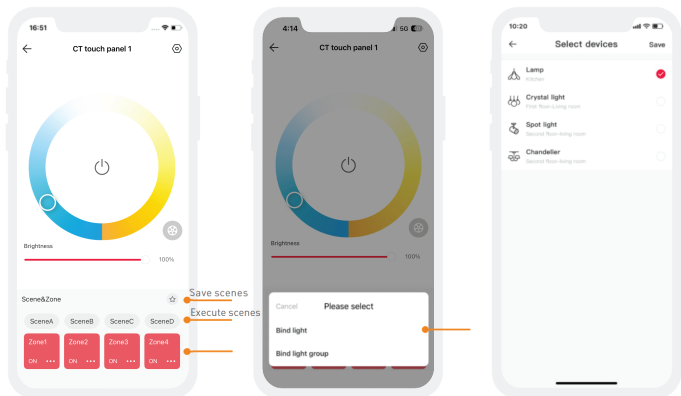 16:51
CT touch panel 1
Brightness
100%
Scene&Zone
Save scenes
Execute scenes
SceneA SceneB SceneC SceneD
Zone1 Zone2 Zone3 Zone4
ON ON ON ON
4:14
5G
CT touch panel 1
Brightness
100%
Cancel Please select
Bind light
Bind light group
10:20
Select devices Save
Lamp
Kitchen
Crystal light
First floor-Living room
Spot light
Second floor-living room
Chandelier
Second floor-living room